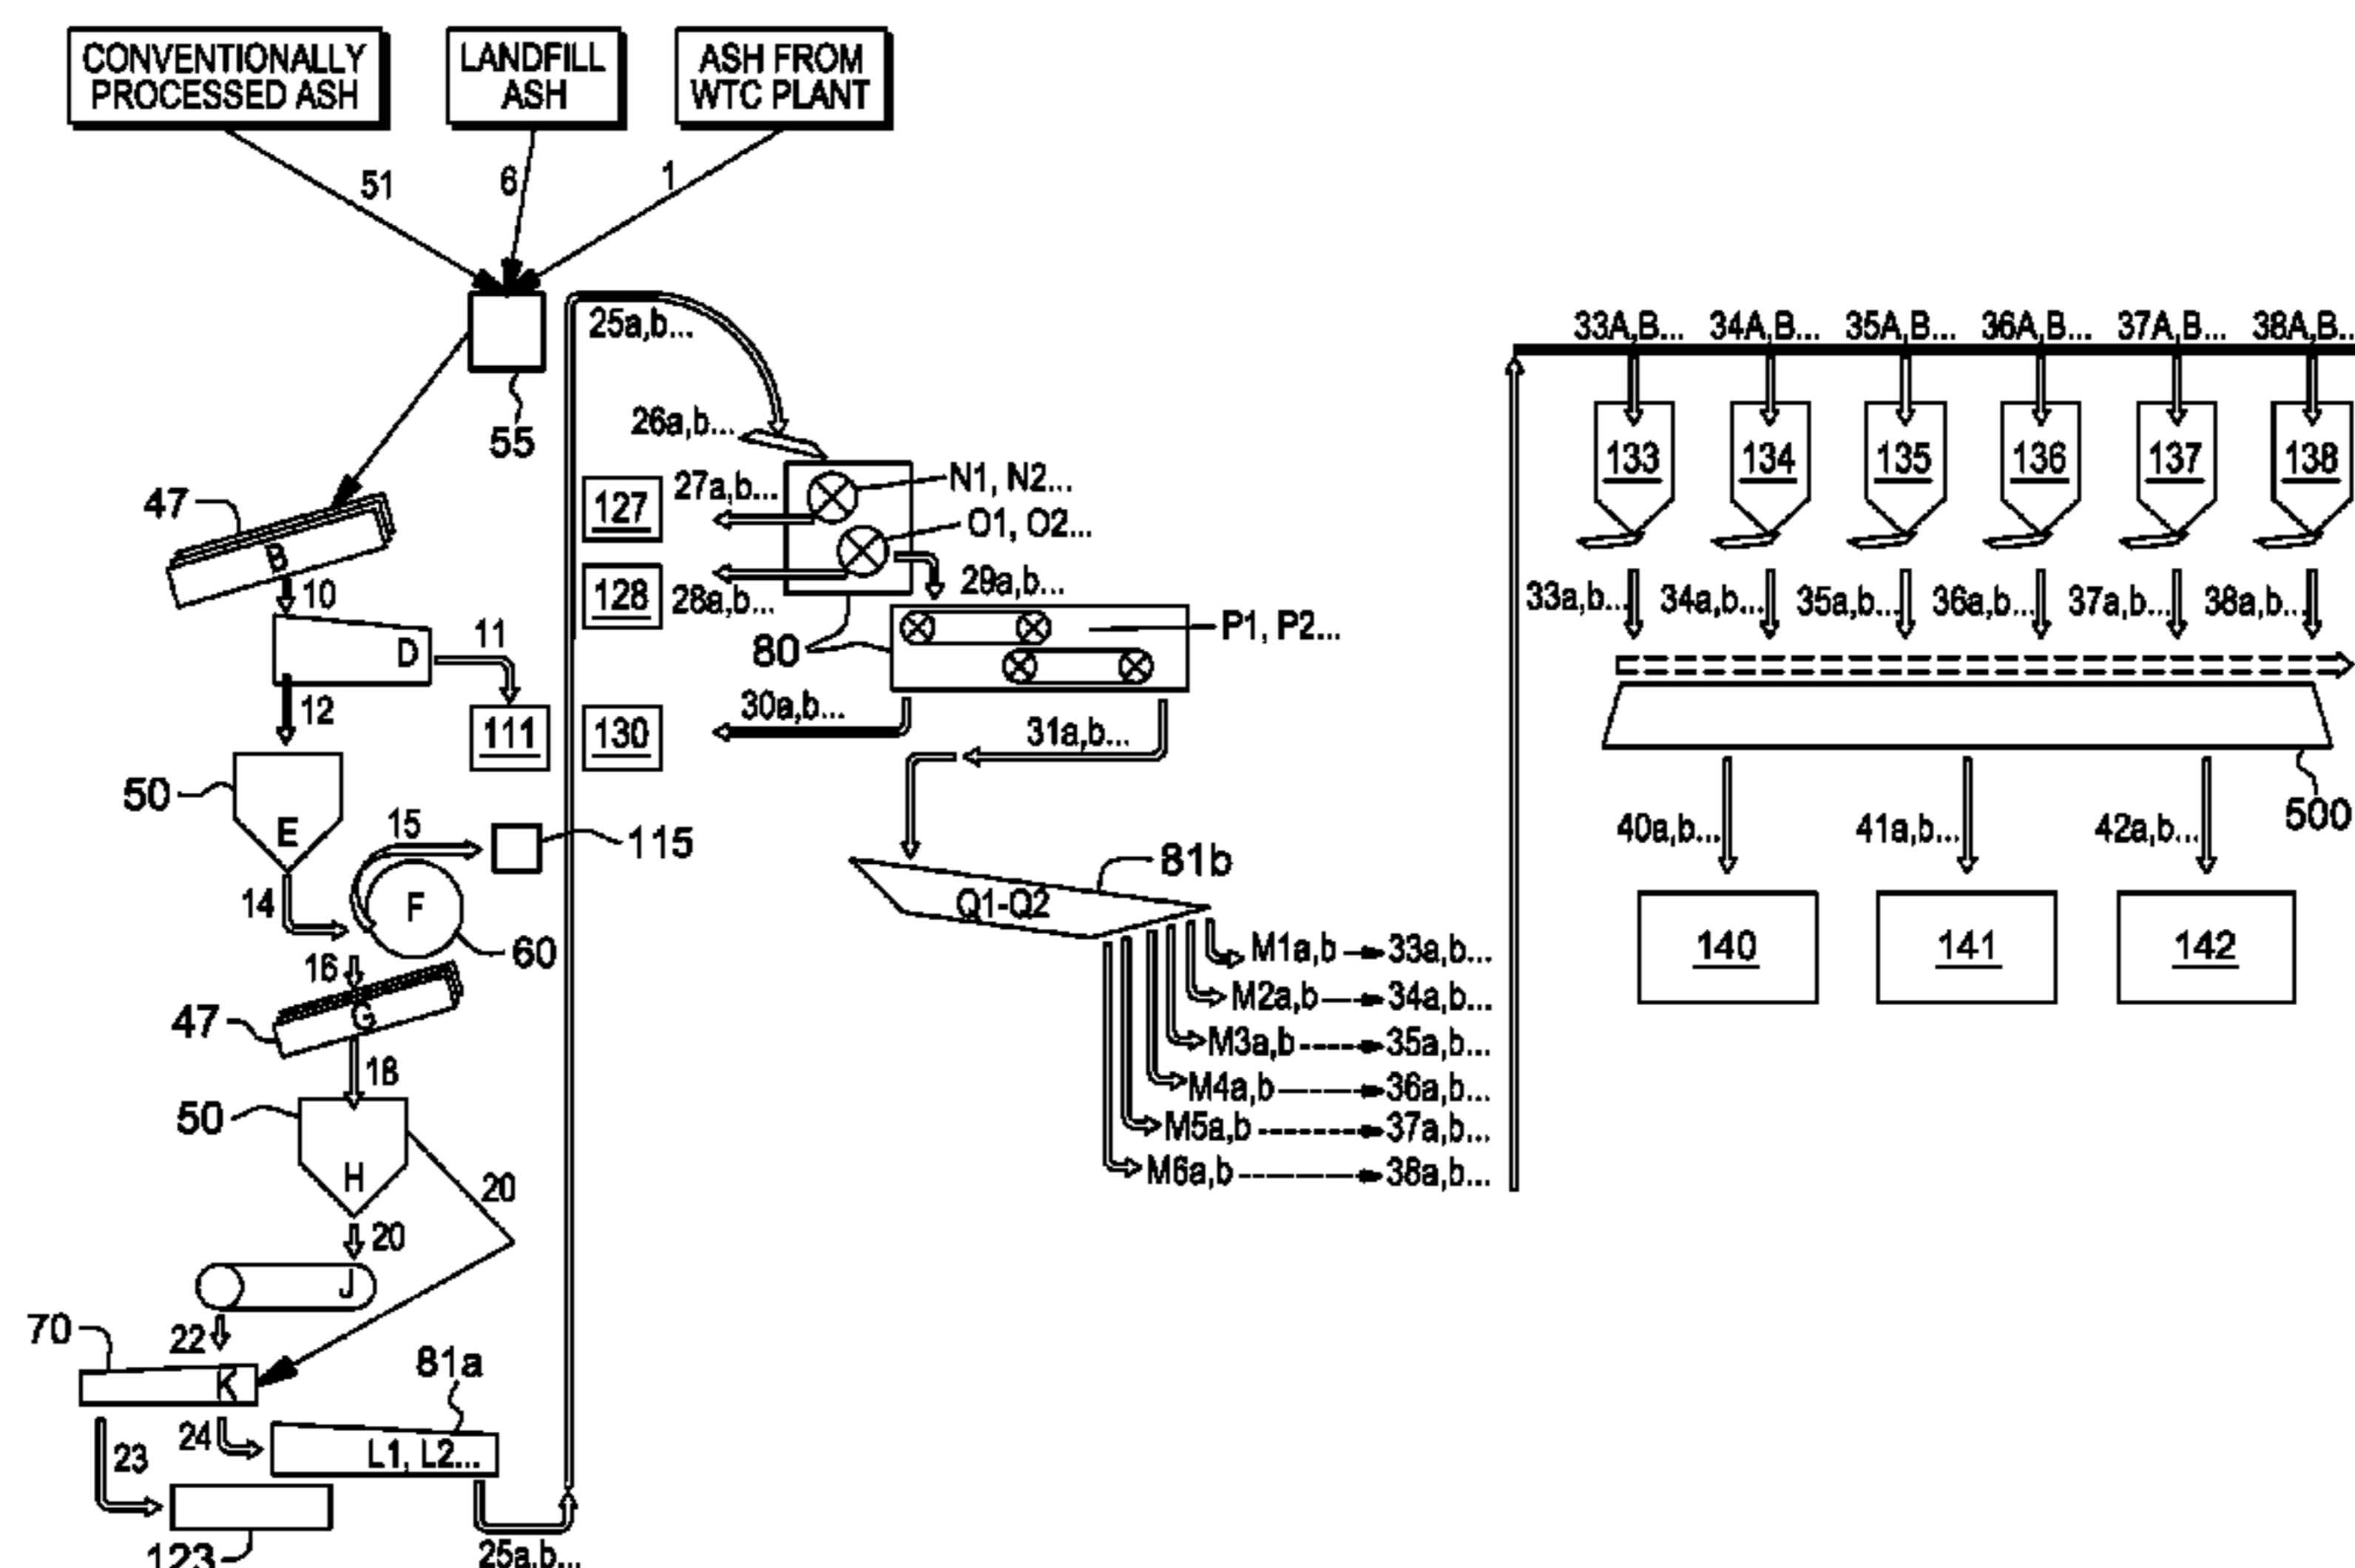 CONVENTIONALLY
PROCESSED ASH
LANDFILL
ASH
ASH FROM
WTC PLANT
51
6
1
55
47
B
10
D
11
12
111
50
E
14
15
F
115
60
16
47
G
18
50
H
20
20
J
22
70
K
81a
24
L1, L2...
23
123
25a,b...
25a,b...
26a,b...
127
27a,b...
N1, N2...
O1, O2...
128
28a,b...
29a,b...
80
P1, P2...
130
30a,b...
31a,b...
81b
Q1-Q2
M1a,b
33a,b...
M2a,b
34a,b...
M3a,b
35a,b...
M4a,b
36a,b...
M5a,b
37a,b...
M6a,b
38a,b...
33A,B...
34A,B...
35A,B...
36A,B...
37A,B...
38A,B...
133
134
135
136
137
138
33a,b...
34a,b...
35a,b...
36a,b...
37a,b...
38a,b...
500
40a,b...
41a,b...
42a,b...
140
141
142